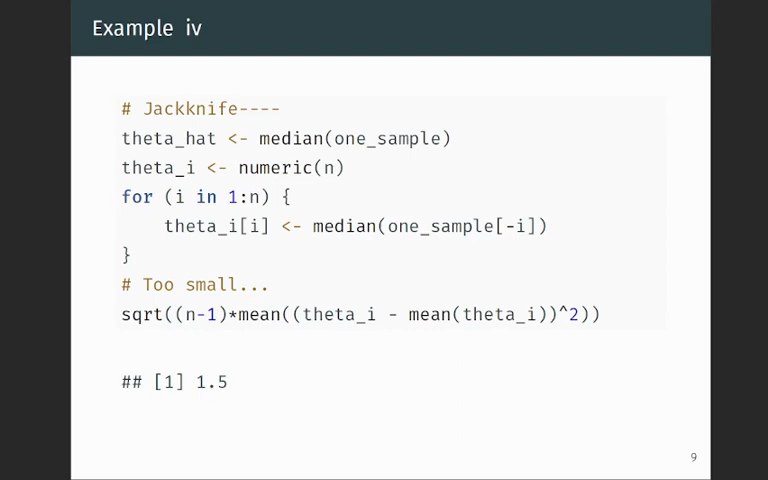 Example iv
# Jackknife----
theta_hat <- median(one_sample)
theta_i <- numeric(n)
for (i in 1:n) {
    theta_i[i] <- median(one_sample[-i])
}
# Too small...
sqrt((n-1)*mean((theta_i - mean(theta_i))^2))
## [1] 1.5
9